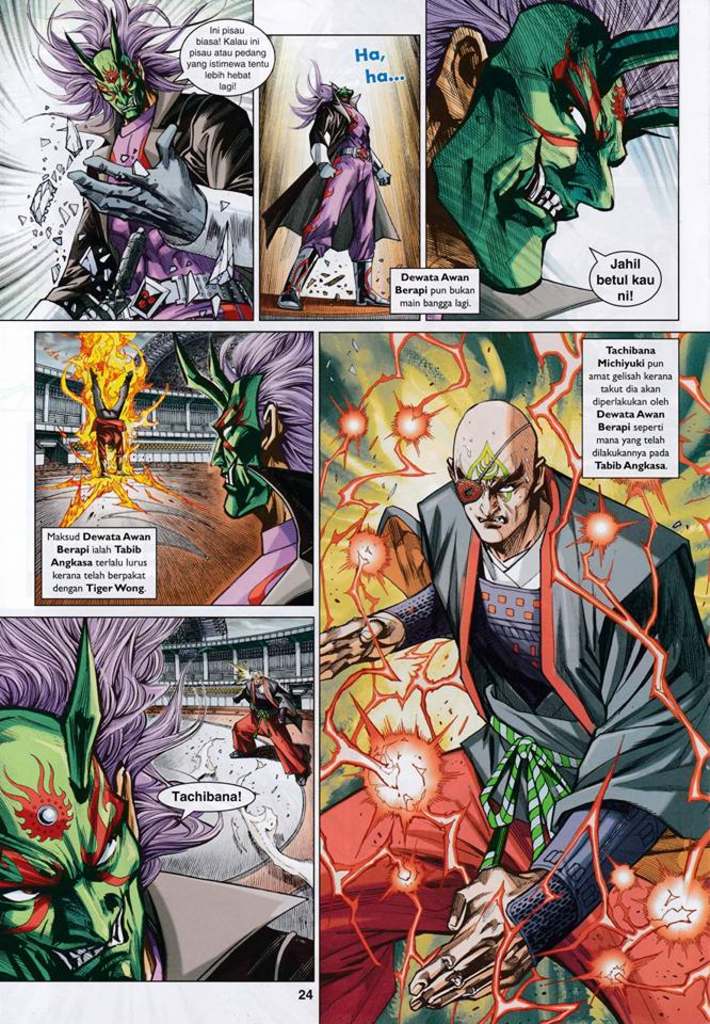 Ini pisau
biasa! Kalau ini
pisau atau pedang
yang istimewa tentu
lebih hebat
lagi!
Ha,
ha...
Dewata Awan
Berapi pun bukan
main bangga lagi.
Jahil
betul kau
ni!
Maksud Dewata Awan
Berapi ialah Tabib
Angkasa terlalu lurus
kerana telah berpakat
dengan Tiger Wong.
Tachibana
Michiyuki pun
amat gelisah kerana
takut dia akan
diperlakukan oleh
Dewata Awan
Berapi seperti
mana yang telah
dilakukannya pada
Tabib Angkasa.
Tachibana!
24